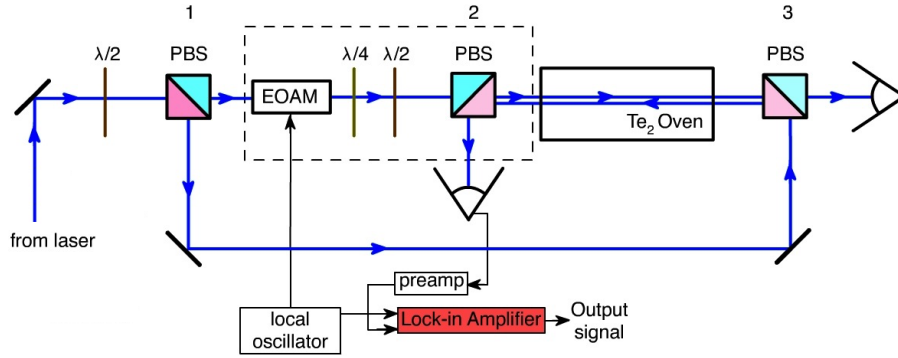 1
2
3
λ/2
PBS
EOAM
λ/4
λ/2
PBS
PBS
Te₂ Oven
from laser
preamp
local
oscillator
Lock-in Amplifier
Output
signal